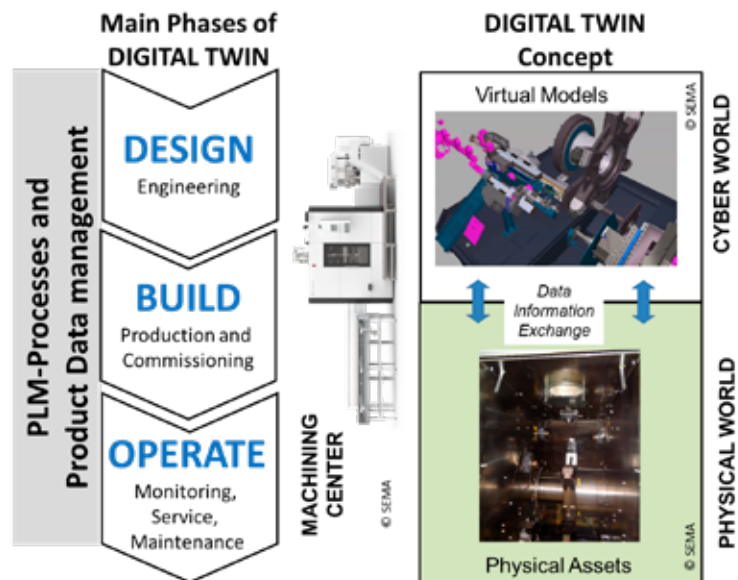 Main Phases of
DIGITAL TWIN
PLM-Processes and
Product Data management
DESIGN
Engineering
BUILD
Production and
Commissioning
OPERATE
Monitoring,
Service,
Maintenance
MACHINING
CENTER
© SEMA
DIGITAL TWIN
Concept
Virtual Models
© SEMA
CYBER WORLD
Data
Information
Exchange
PHYSICAL WORLD
Physical Assets
© SEMA